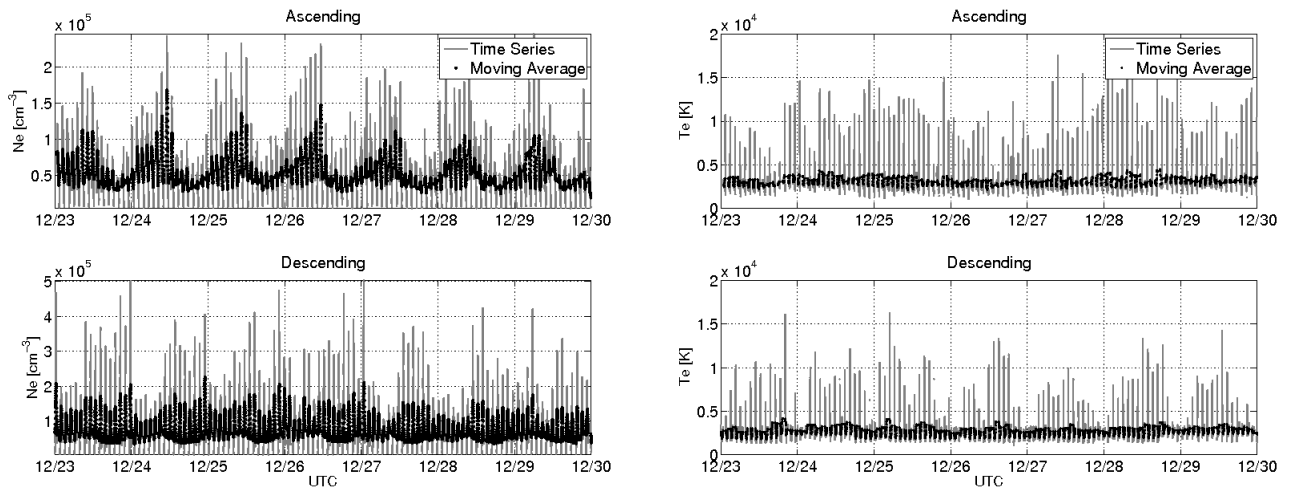 Ascending
x 10^5
Time Series
Moving Average
Ne [cm^-3]
2
1.5
1
0.5
12/23 12/24 12/25 12/26 12/27 12/28 12/29 12/30
Ascending
x 10^4
Time Series
Moving Average
Te [K]
2
1.5
1
0.5
0
12/23 12/24 12/25 12/26 12/27 12/28 12/29 12/30
Descending
x 10^5
Ne [cm^-3]
5
4
3
2
1
12/23 12/24 12/25 12/26 12/27 12/28 12/29 12/30
UTC
Descending
x 10^4
Te [K]
2
1.5
1
0.5
0
12/23 12/24 12/25 12/26 12/27 12/28 12/29 12/30
UTC